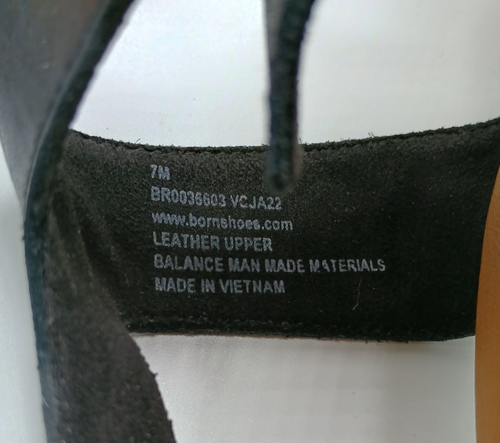 7M
BR0036603 VCJA22
www.bornshoes.com
LEATHER UPPER
BALANCE MAN MADE MATERIALS
MADE IN VIETNAM